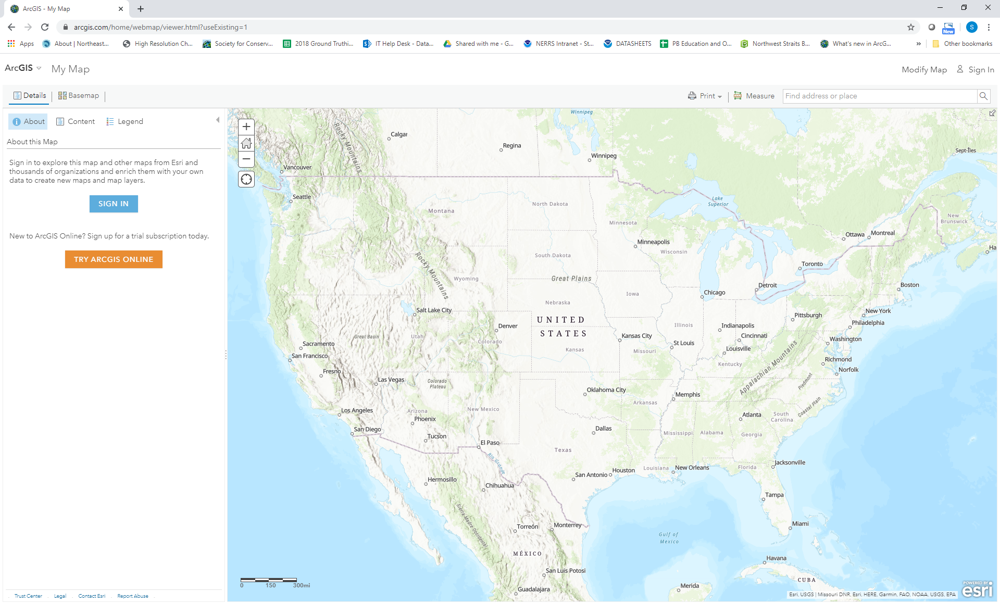 ArcGIS - My Map
arcgis.com/home/webmap/viewer.html?useExisting=1
New
S
Apps
About | Northeast...
High Resolution Ch...
Society for Conserv...
2018 Ground Truthi...
IT Help Desk - Data...
Shared with me - G...
NERRS Intranet - St...
DATASHEETS
PB Education and O...
Northwest Straits B...
What's new in ArcG...
»
Other bookmarks
ArcGIS
My Map
Modify Map
Sign In
Details
Basemap
Print
Measure
Find address or place
About
Content
Legend
About this Map
Sign in to explore this map and other maps from Esri and
thousands of organizations and enrich them with your own
data to create new maps and map layers.
SIGN IN
New to ArcGIS Online? Sign up for a trial subscription today.
TRY ARCGIS ONLINE
Trust Center
Legal
Contact Esri
Report Abuse
Winnipeg
Rocky Mountains
Calgar
Regina
Winnipeg
Sept-Îles
Vancouver
Seattle
Montana
North Dakota
Lake
Superior
Minnesota
New
Brunswick
Ottawa
Montreal
Minneapolis
Wisconsin
South Dakota
Ha
Rocky Mountains
Toronto
Wyoming
Great Plains
Detroit
Boston
Chicago
Iowa
Nebraska
Salt Lake City
New York
Pittsburgh
UNITED
STATES
Denver
Illinois
Indianapolis
Philadelphia
Great Basin
Utah
Colorado
Kansas City
Cincinnati
Washington
Sacramento
St Louis
Kansas
Missouri
Louisville
San Francisco
Kentucky
Richmond
Appalachian Mountains
Norfolk
Fresno
Las Vegas
Colorado
Plateau
Piedmont
Oklahoma City
Memphis
Arkansas
Coastal Plain
Los Angeles
Arizona
New Mexico
Phoenix
Atlanta
South
Carolina
San Diego
Dallas
Mississippi
Alabama
Georgia
Tucson
El Paso
Texas
Rio Grande
Jacksonville
Louisiana
New Orleans
Florida
Houston
San Antonio
Hermosillo
Chihuahua
Tampa
Sierra Madre Occidental
Torreón
Monterrey
Miami
Gulf of
Mexico
MÉXICO
Havana
San Luis Potosi
CUBA
Merida
Guadalajara
0 150 300mi
Esri, USGS | Missouri DNR, Esri, HERE, Garmin, FAO, NOAA, USGS, EPA
POWERED BY
esri